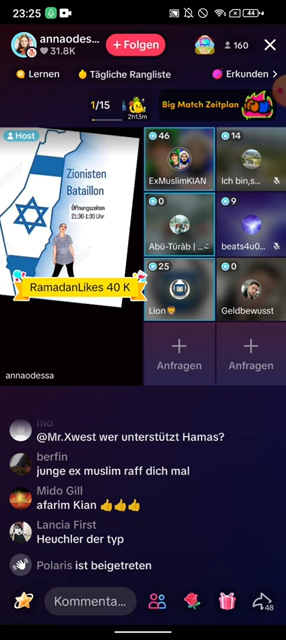 23:25
annaodes...
31.8K
+ Folgen
160
Lernen
Tägliche Rangliste
Erkunden
1/15
2h13m
Big Match Zeitplan
Host
Zionisten
Bataillon
Öffnungszeiten
21:30-1:30 Uhr
RamadanLikes 40 K
annaodessa
46
ExMuslimKIAN
14
Ich bin,s...
0
Abū-Tūrāb | ...
9
beats4u0...
25
Lion🦁
0
Geldbewusst
Anfragen
Anfragen
mo
@Mr.Xwest wer unterstützt Hamas?
berfin
junge ex muslim raff dich mal
Mido Gill
afarim Kian 👍👍👍
Lancia First
Heuchler der typ
Polaris ist beigetreten
Kommenta...
48